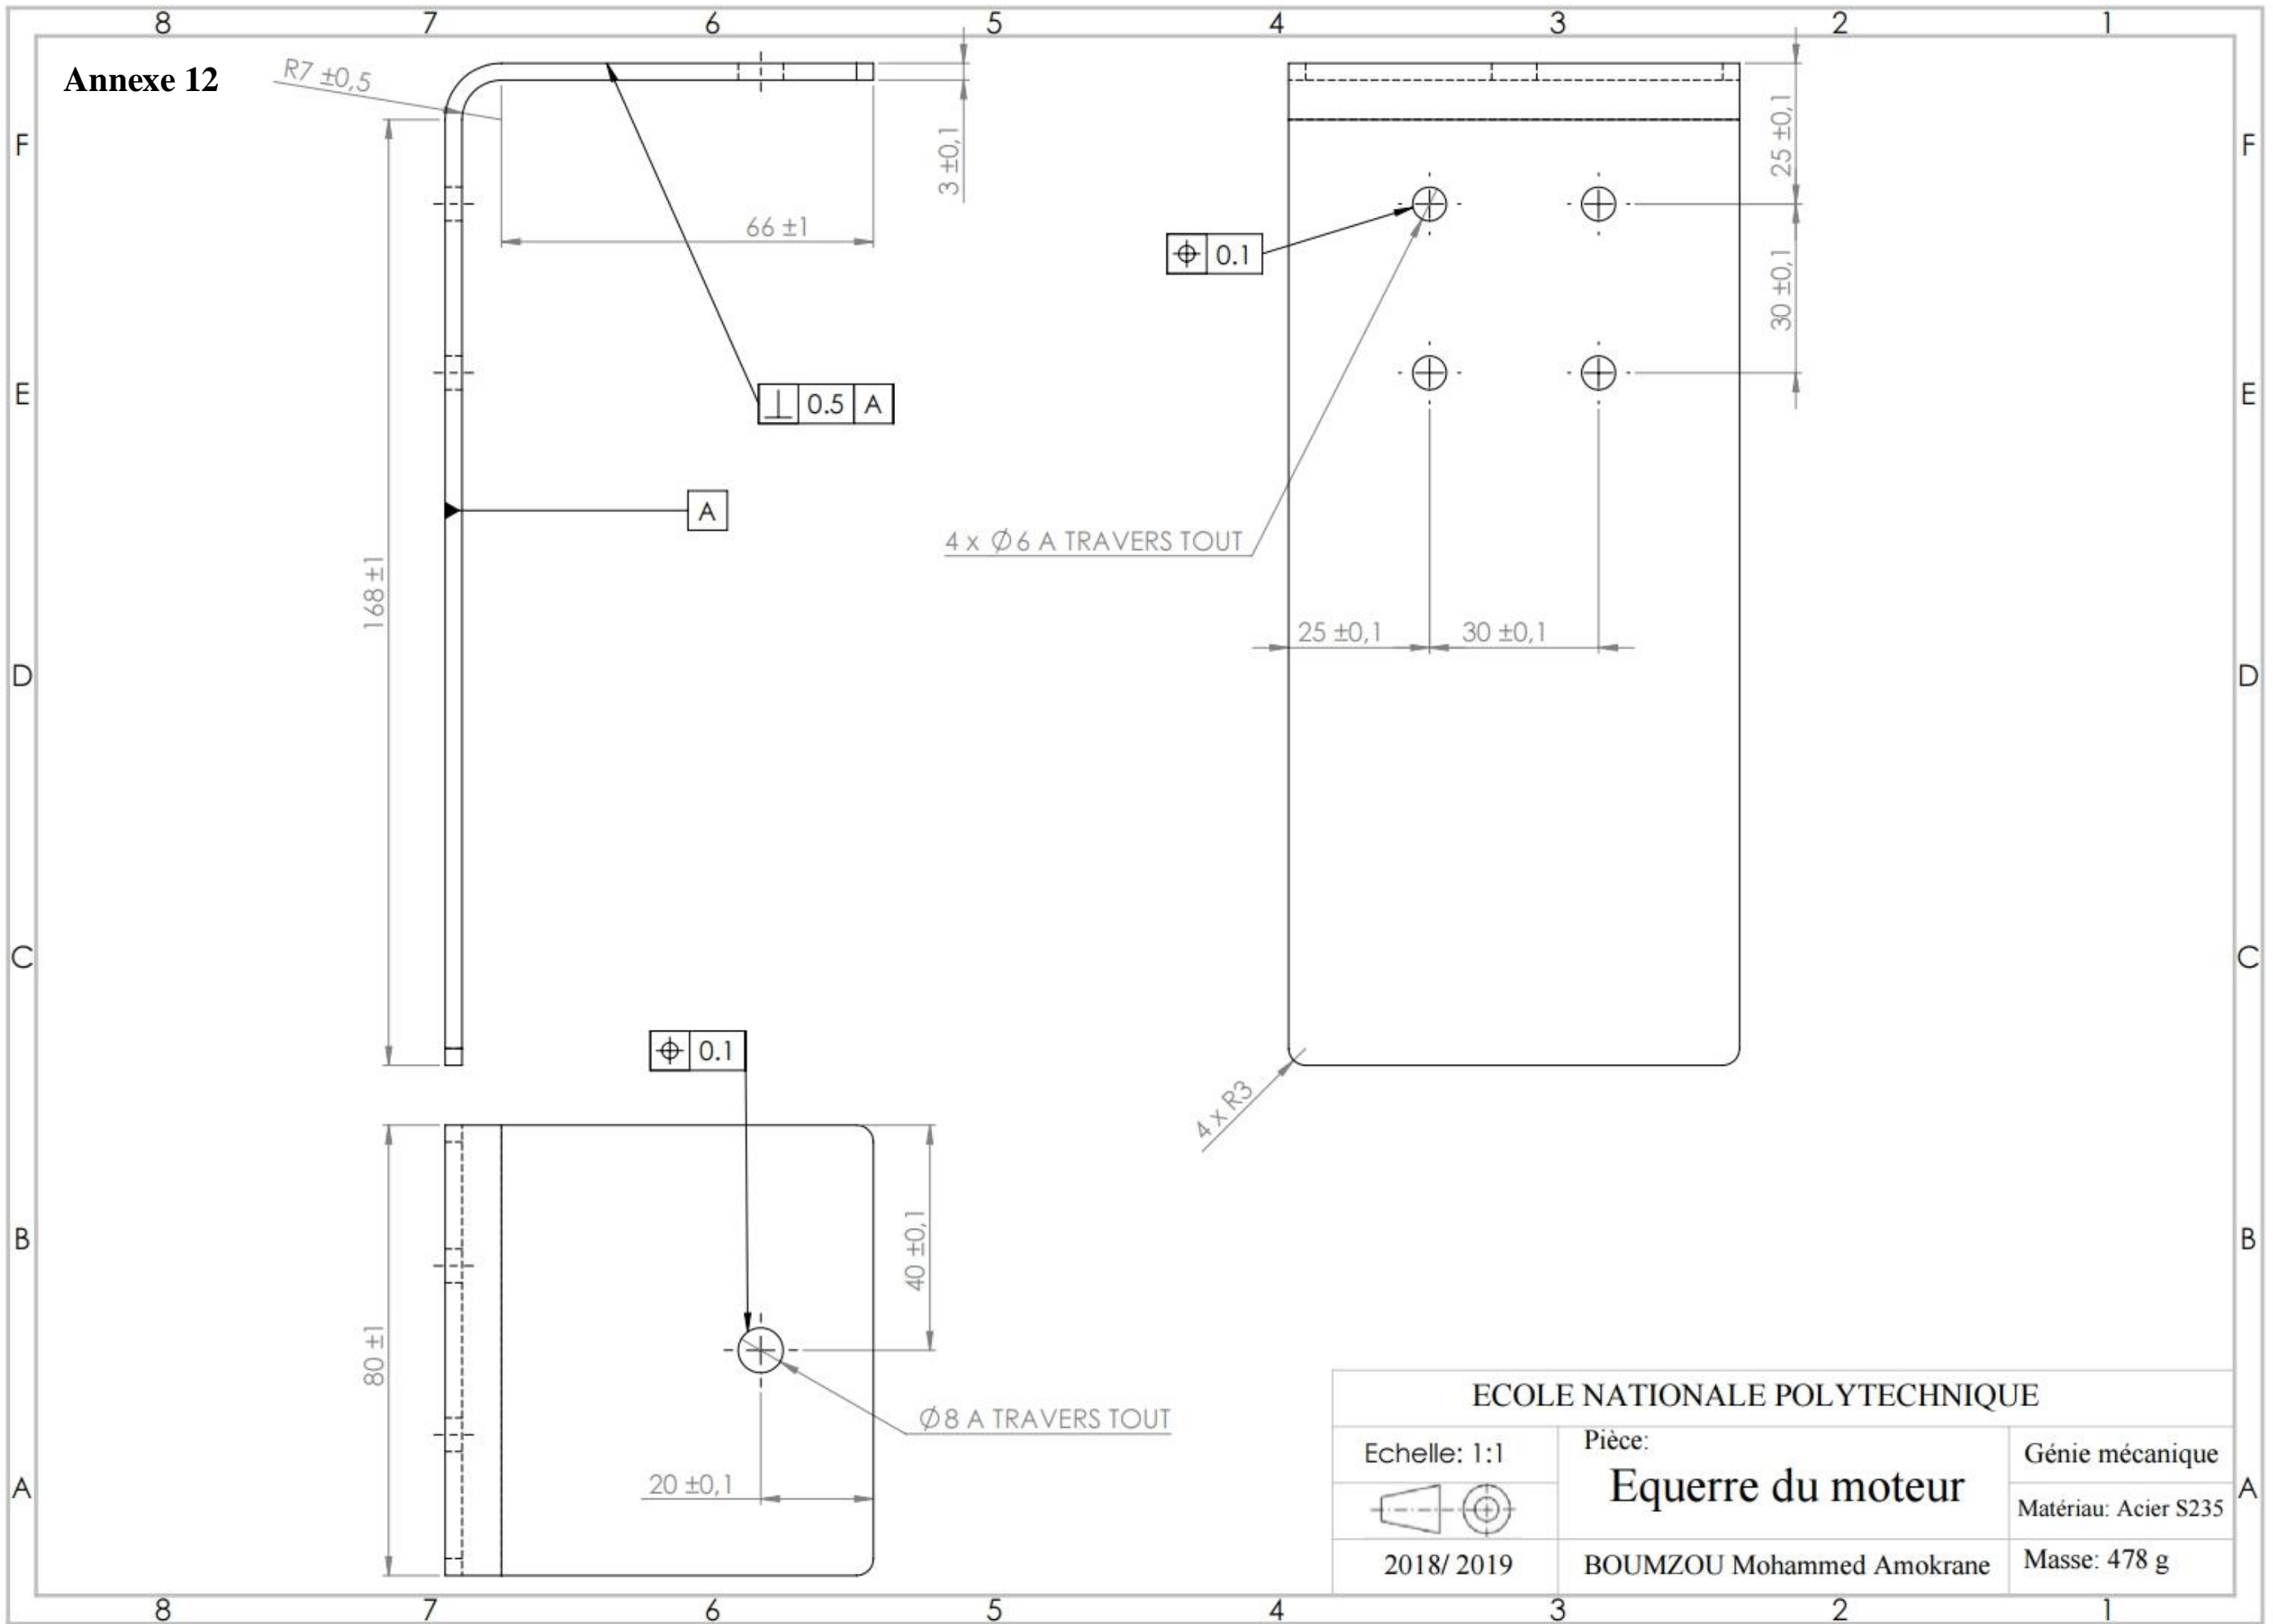 8 7 6 5 4 3 2 1
Annexe 12
R7 ±0,5
F
F
3 ±0,1
25 ±0,1
66 ±1
⌖ 0.1
30 ±0,1
E
E
⊥ 0.5 A
A
4 x Ø6 A TRAVERS TOUT
168 ±1
25 ±0,1
30 ±0,1
D
D
C
C
⌖ 0.1
4 x R3
B
B
40 ±0,1
80 ±1
Ø8 A TRAVERS TOUT
20 ±0,1
A
A
ECOLE NATIONALE POLYTECHNIQUE
Echelle: 1:1
Pièce:
Equerre du moteur
Génie mécanique
Matériau: Acier S235
2018/ 2019
BOUMZOU Mohammed Amokrane
Masse: 478 g
8 7 6 5 4 3 2 1